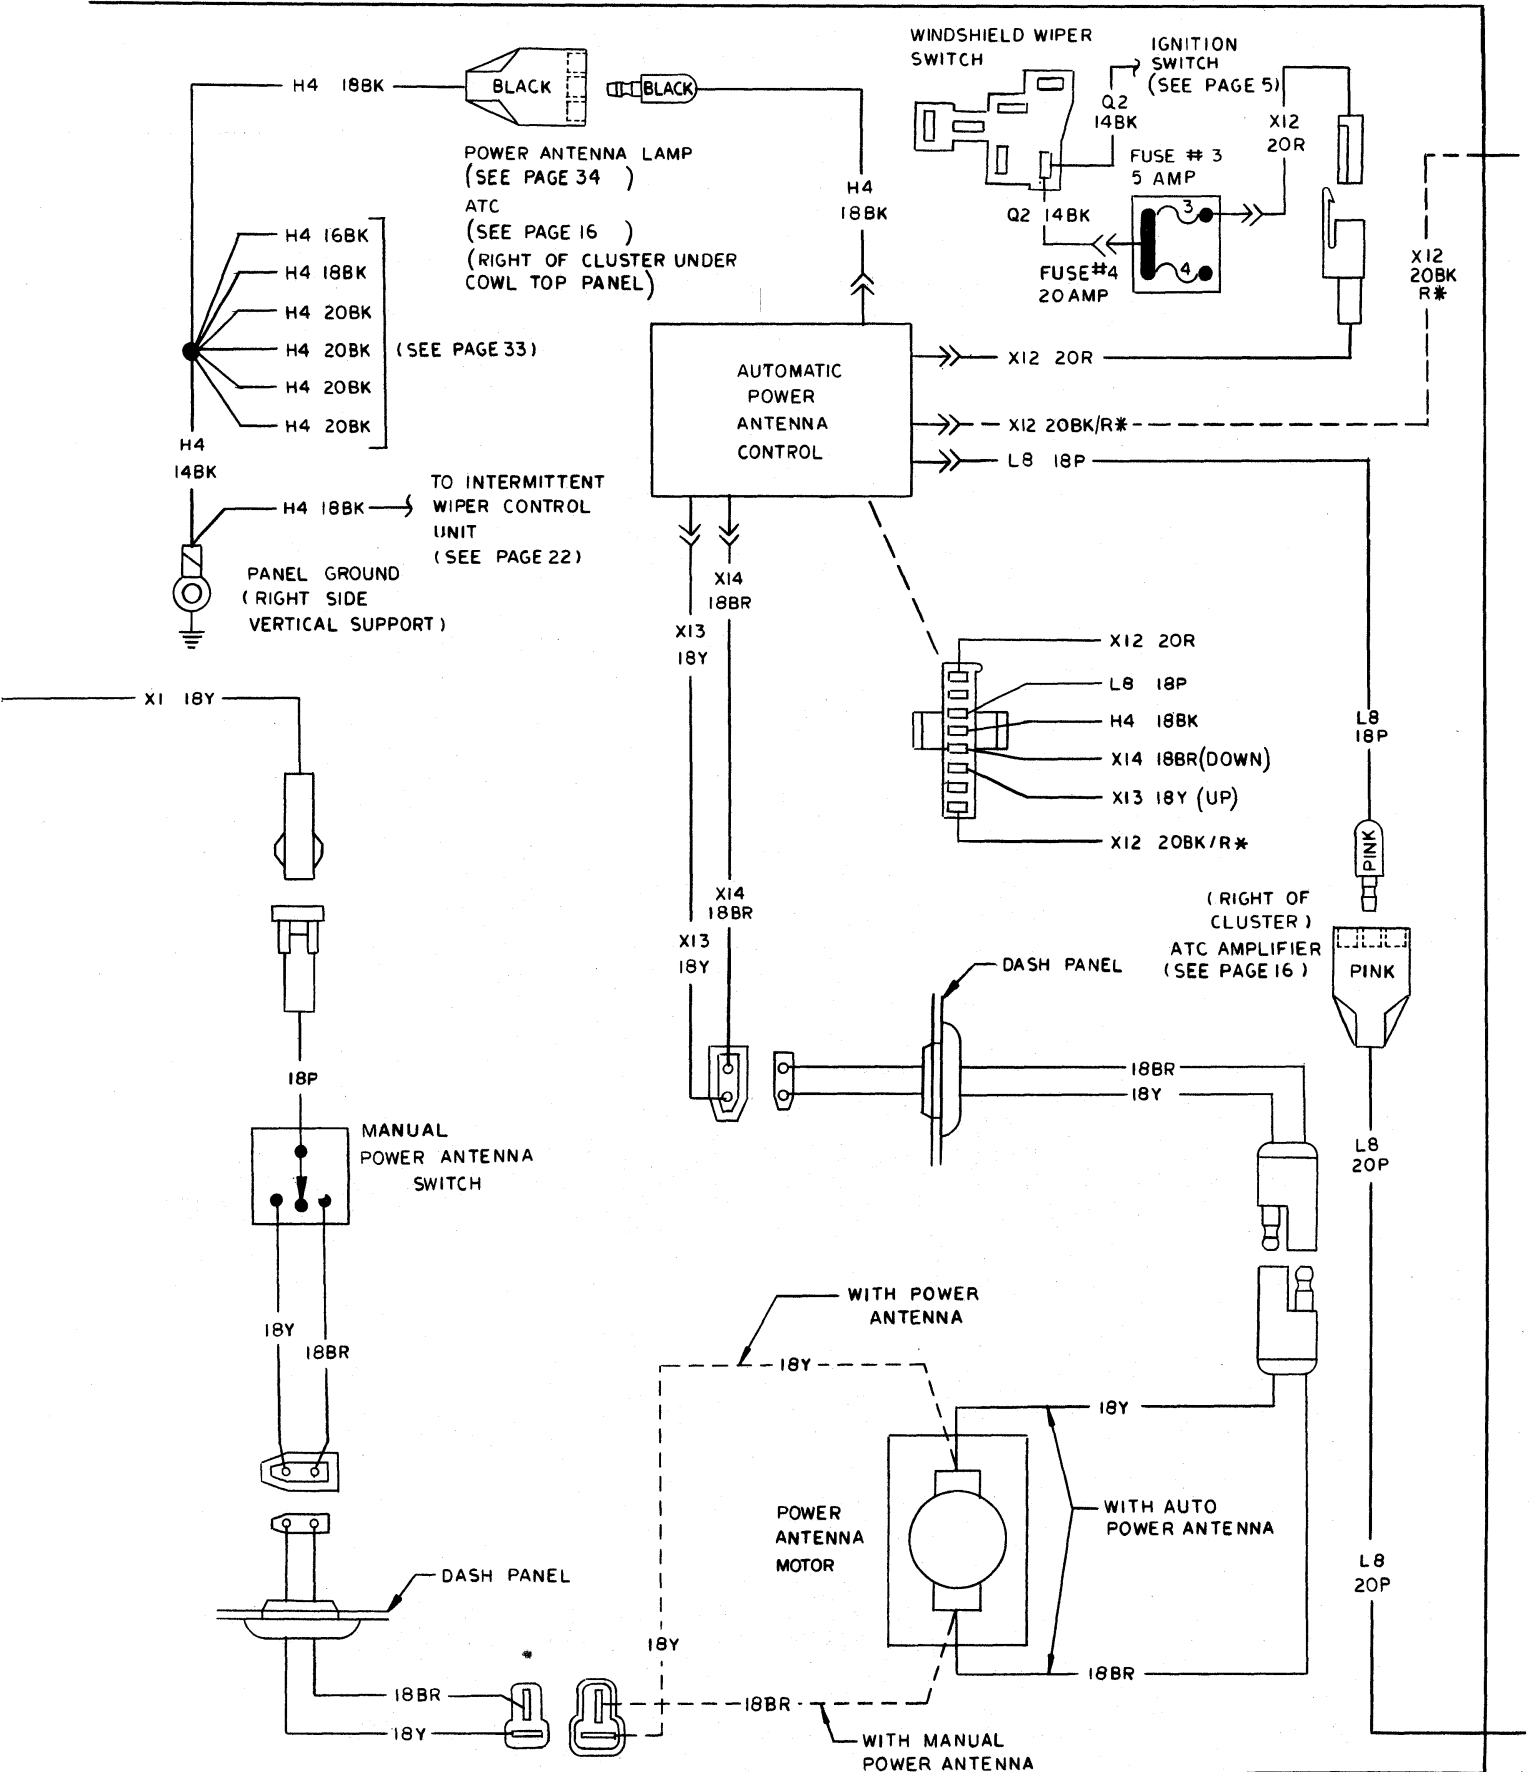 H4 18BK
BLACK
BLACK
POWER ANTENNA LAMP
(SEE PAGE 34 )
ATC
(SEE PAGE 16 )
(RIGHT OF CLUSTER UNDER
COWL TOP PANEL)
H4
18BK
WINDSHIELD WIPER
SWITCH
IGNITION
SWITCH
(SEE PAGE 5)
Q2
14BK
X12
20R
FUSE # 3
5 AMP
Q2 14BK
3
4
FUSE #4
20 AMP
X12
20BK
R*
H4 16BK
H4 18BK
H4 20BK
H4 20BK
H4 20BK
H4 20BK
(SEE PAGE 33)
H4
14BK
H4 18BK
TO INTERMITTENT
WIPER CONTROL
UNIT
(SEE PAGE 22)
PANEL GROUND
(RIGHT SIDE
VERTICAL SUPPORT)
AUTOMATIC
POWER
ANTENNA
CONTROL
X12 20R
X12 20BK/R*
L8 18P
X14
18BR
X13
18Y
X12 20R
L8 18P
H4 18BK
X14 18BR(DOWN)
X13 18Y (UP)
X12 20BK/R*
X1 18Y
L8
18P
PINK
X14
18BR
X13
18Y
(RIGHT OF
CLUSTER)
ATC AMPLIFIER
(SEE PAGE 16)
PINK
DASH PANEL
18BR
18Y
18P
MANUAL
POWER ANTENNA
SWITCH
L8
20P
18Y
18BR
WITH POWER
ANTENNA
18Y
18Y
POWER
ANTENNA
MOTOR
WITH AUTO
POWER ANTENNA
L8
20P
DASH PANEL
18Y
18BR
18BR
18Y
18BR
WITH MANUAL
POWER ANTENNA